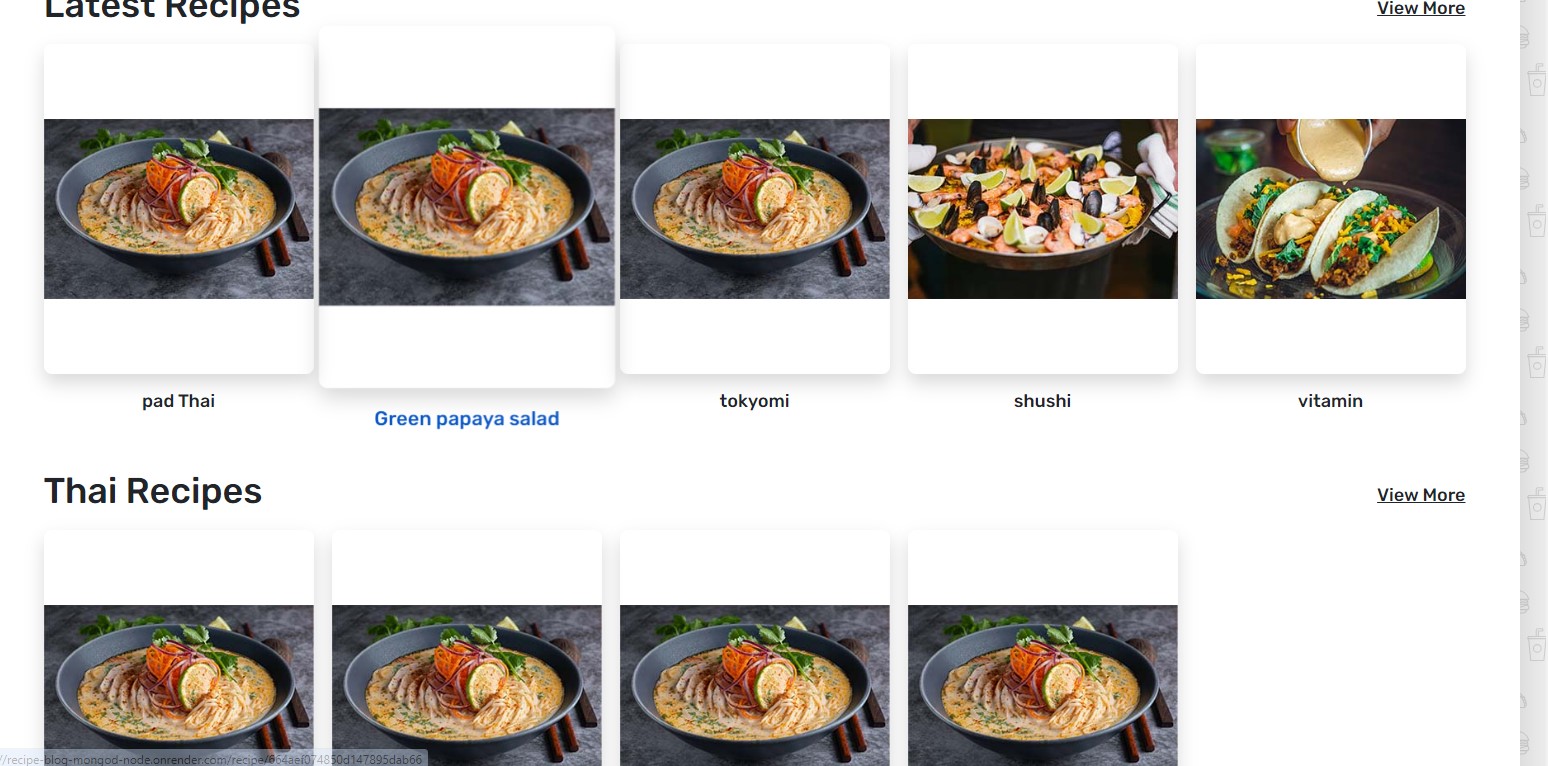 Latest Recipes
View More
pad Thai
Green papaya salad
tokyomi
shushi
vitamin
Thai Recipes
View More
//recipe-blog-mongod-node.onrender.com/recipe/664aef074850d147895dab66